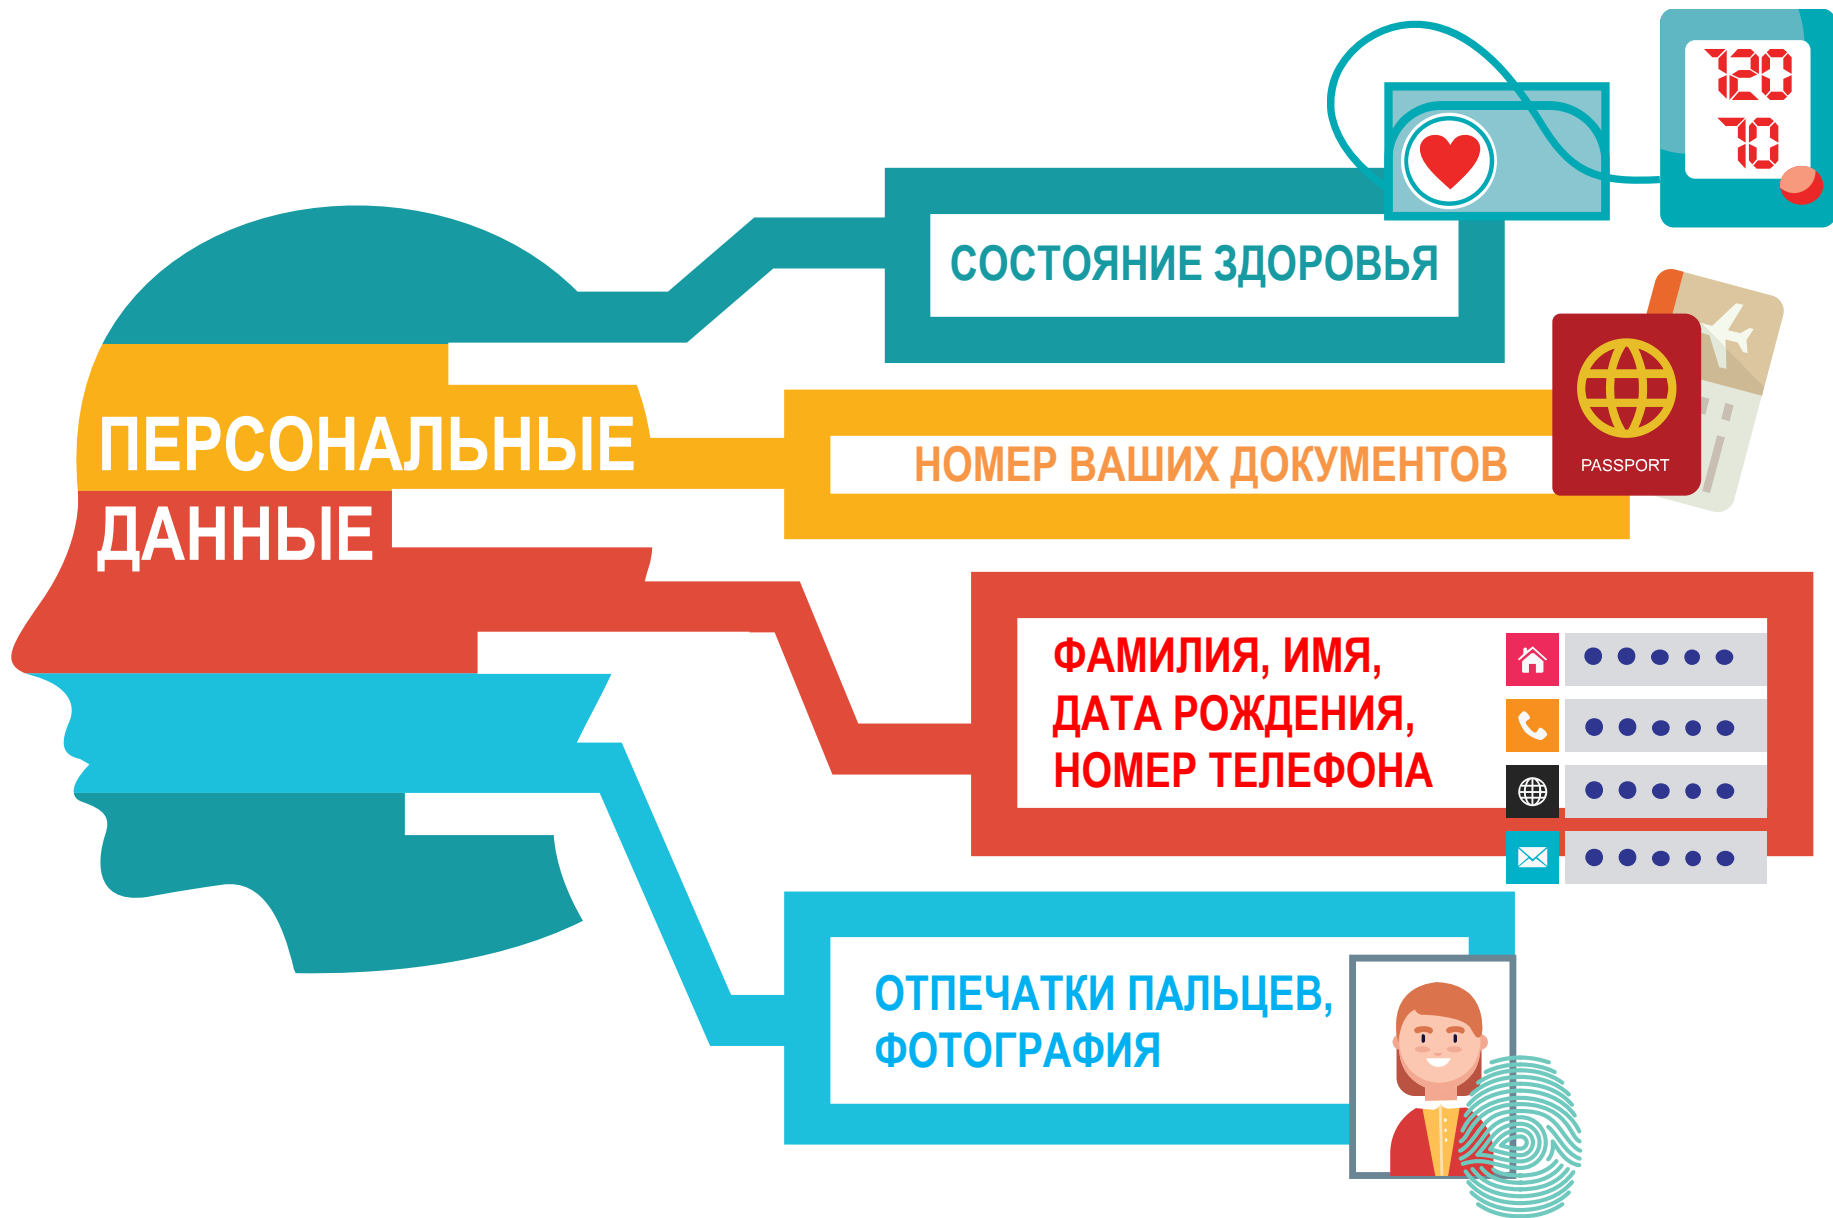 ПЕРСОНАЛЬНЫЕ
ДАННЫЕ
120
70
СОСТОЯНИЕ ЗДОРОВЬЯ
НОМЕР ВАШИХ ДОКУМЕНТОВ
PASSPORT
ФАМИЛИЯ, ИМЯ,
ДАТА РОЖДЕНИЯ,
НОМЕР ТЕЛЕФОНА
ОТПЕЧАТКИ ПАЛЬЦЕВ,
ФОТОГРАФИЯ